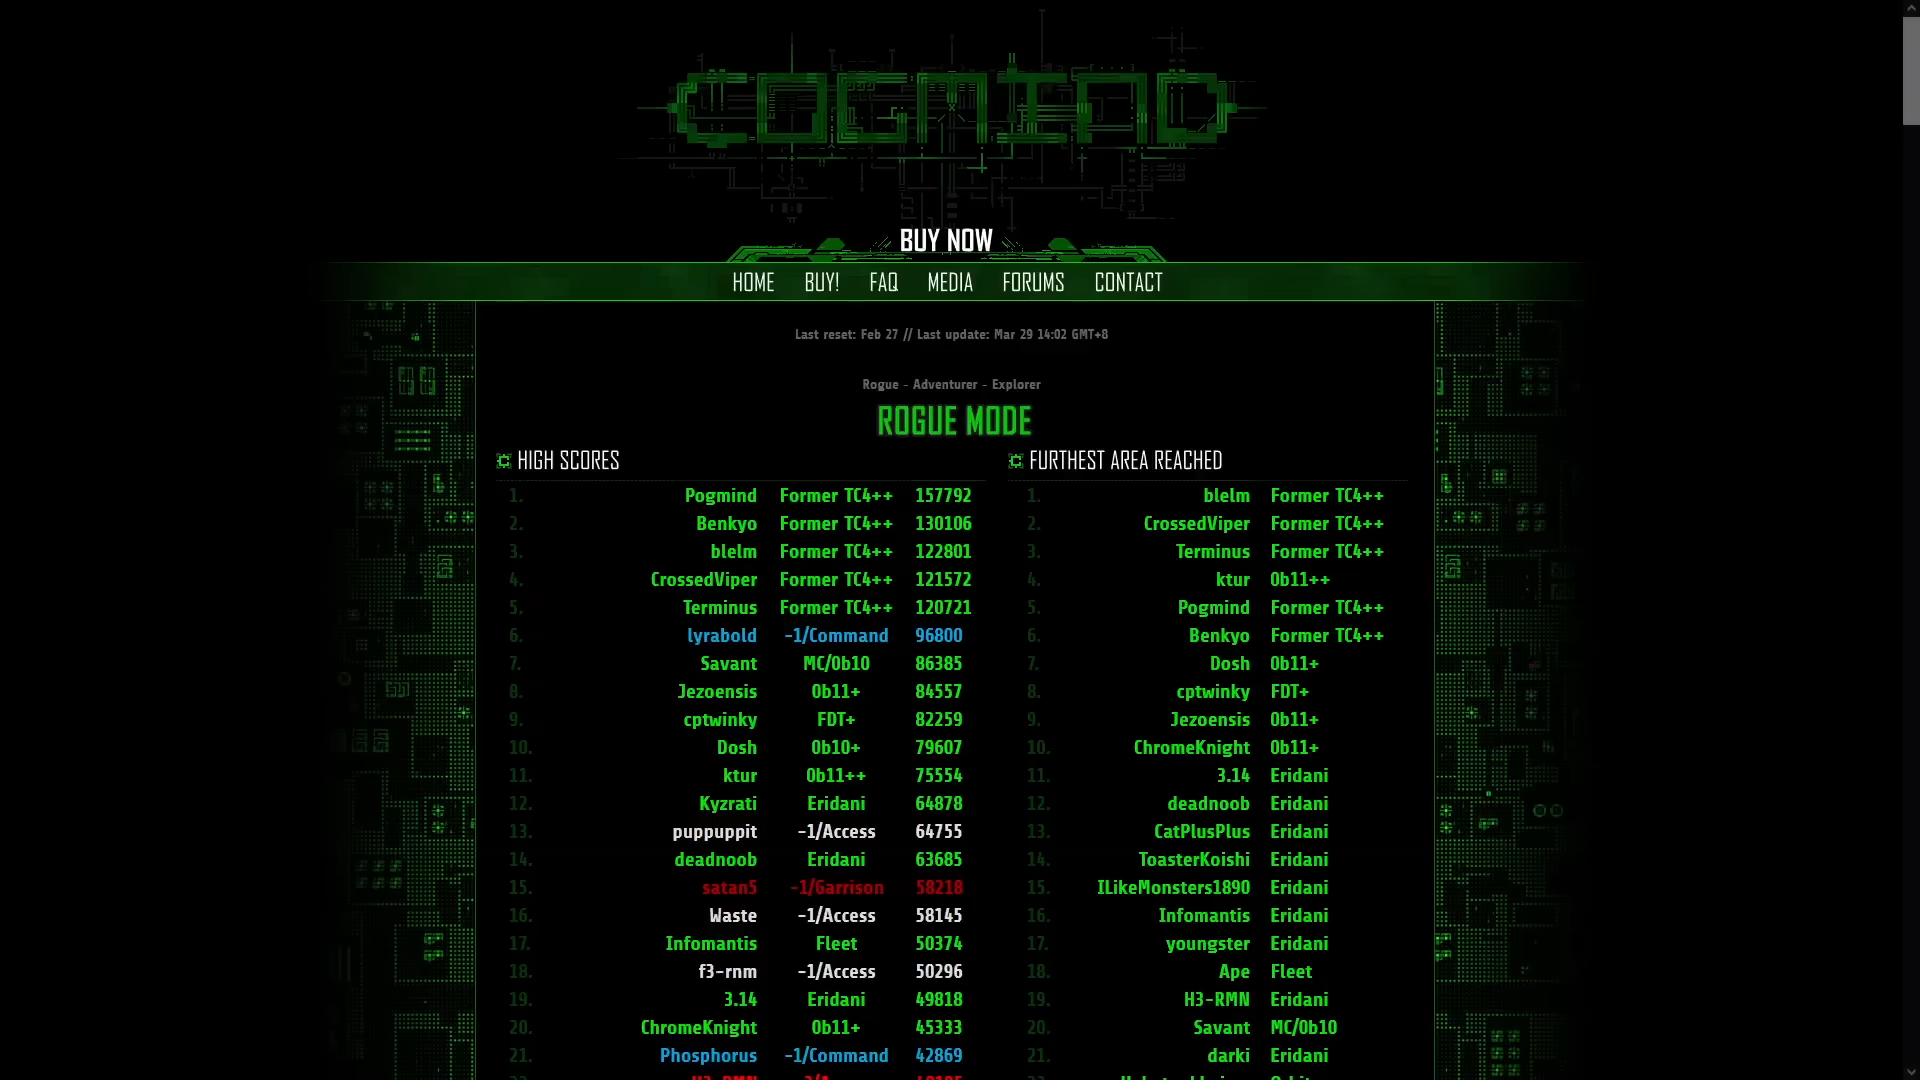 COGMIND
BUY NOW
HOME BUY! FAQ MEDIA FORUMS CONTACT
Last reset: Feb 27 // Last update: Mar 29 14:02 GMT+8
Rogue - Adventurer - Explorer
ROGUE MODE
HIGH SCORES
1. Pogmind Former TC4++ 157792
2. Benkyo Former TC4++ 130106
3. blelm Former TC4++ 122801
4. CrossedViper Former TC4++ 121572
5. Terminus Former TC4++ 120721
6. lyrabold -1/Command 96800
7. Savant MC/0b10 86385
8. Jezoensis 0b11+ 84557
9. cptwinky FDT+ 82259
10. Dosh 0b10+ 79607
11. ktur 0b11++ 75554
12. Kyzrati Eridani 64878
13. puppuppit -1/Access 64755
14. deadnoob Eridani 63685
15. satan5 -1/Garrison 58218
16. Waste -1/Access 58145
17. Infomantis Fleet 50374
18. f3-rnm -1/Access 50296
19. 3.14 Eridani 49818
20. ChromeKnight 0b11+ 45333
21. Phosphorus -1/Command 42869
FURTHEST AREA REACHED
1. blelm Former TC4++
2. CrossedViper Former TC4++
3. Terminus Former TC4++
4. ktur 0b11++
5. Pogmind Former TC4++
6. Benkyo Former TC4++
7. Dosh 0b11+
8. cptwinky FDT+
9. Jezoensis 0b11+
10. ChromeKnight 0b11+
11. 3.14 Eridani
12. deadnoob Eridani
13. CatPlusPlus Eridani
14. ToasterKoishi Eridani
15. ILikeMonsters1890 Eridani
16. Infomantis Eridani
17. youngster Eridani
18. Ape Fleet
19. H3-RMN Eridani
20. Savant MC/0b10
21. darki Eridani